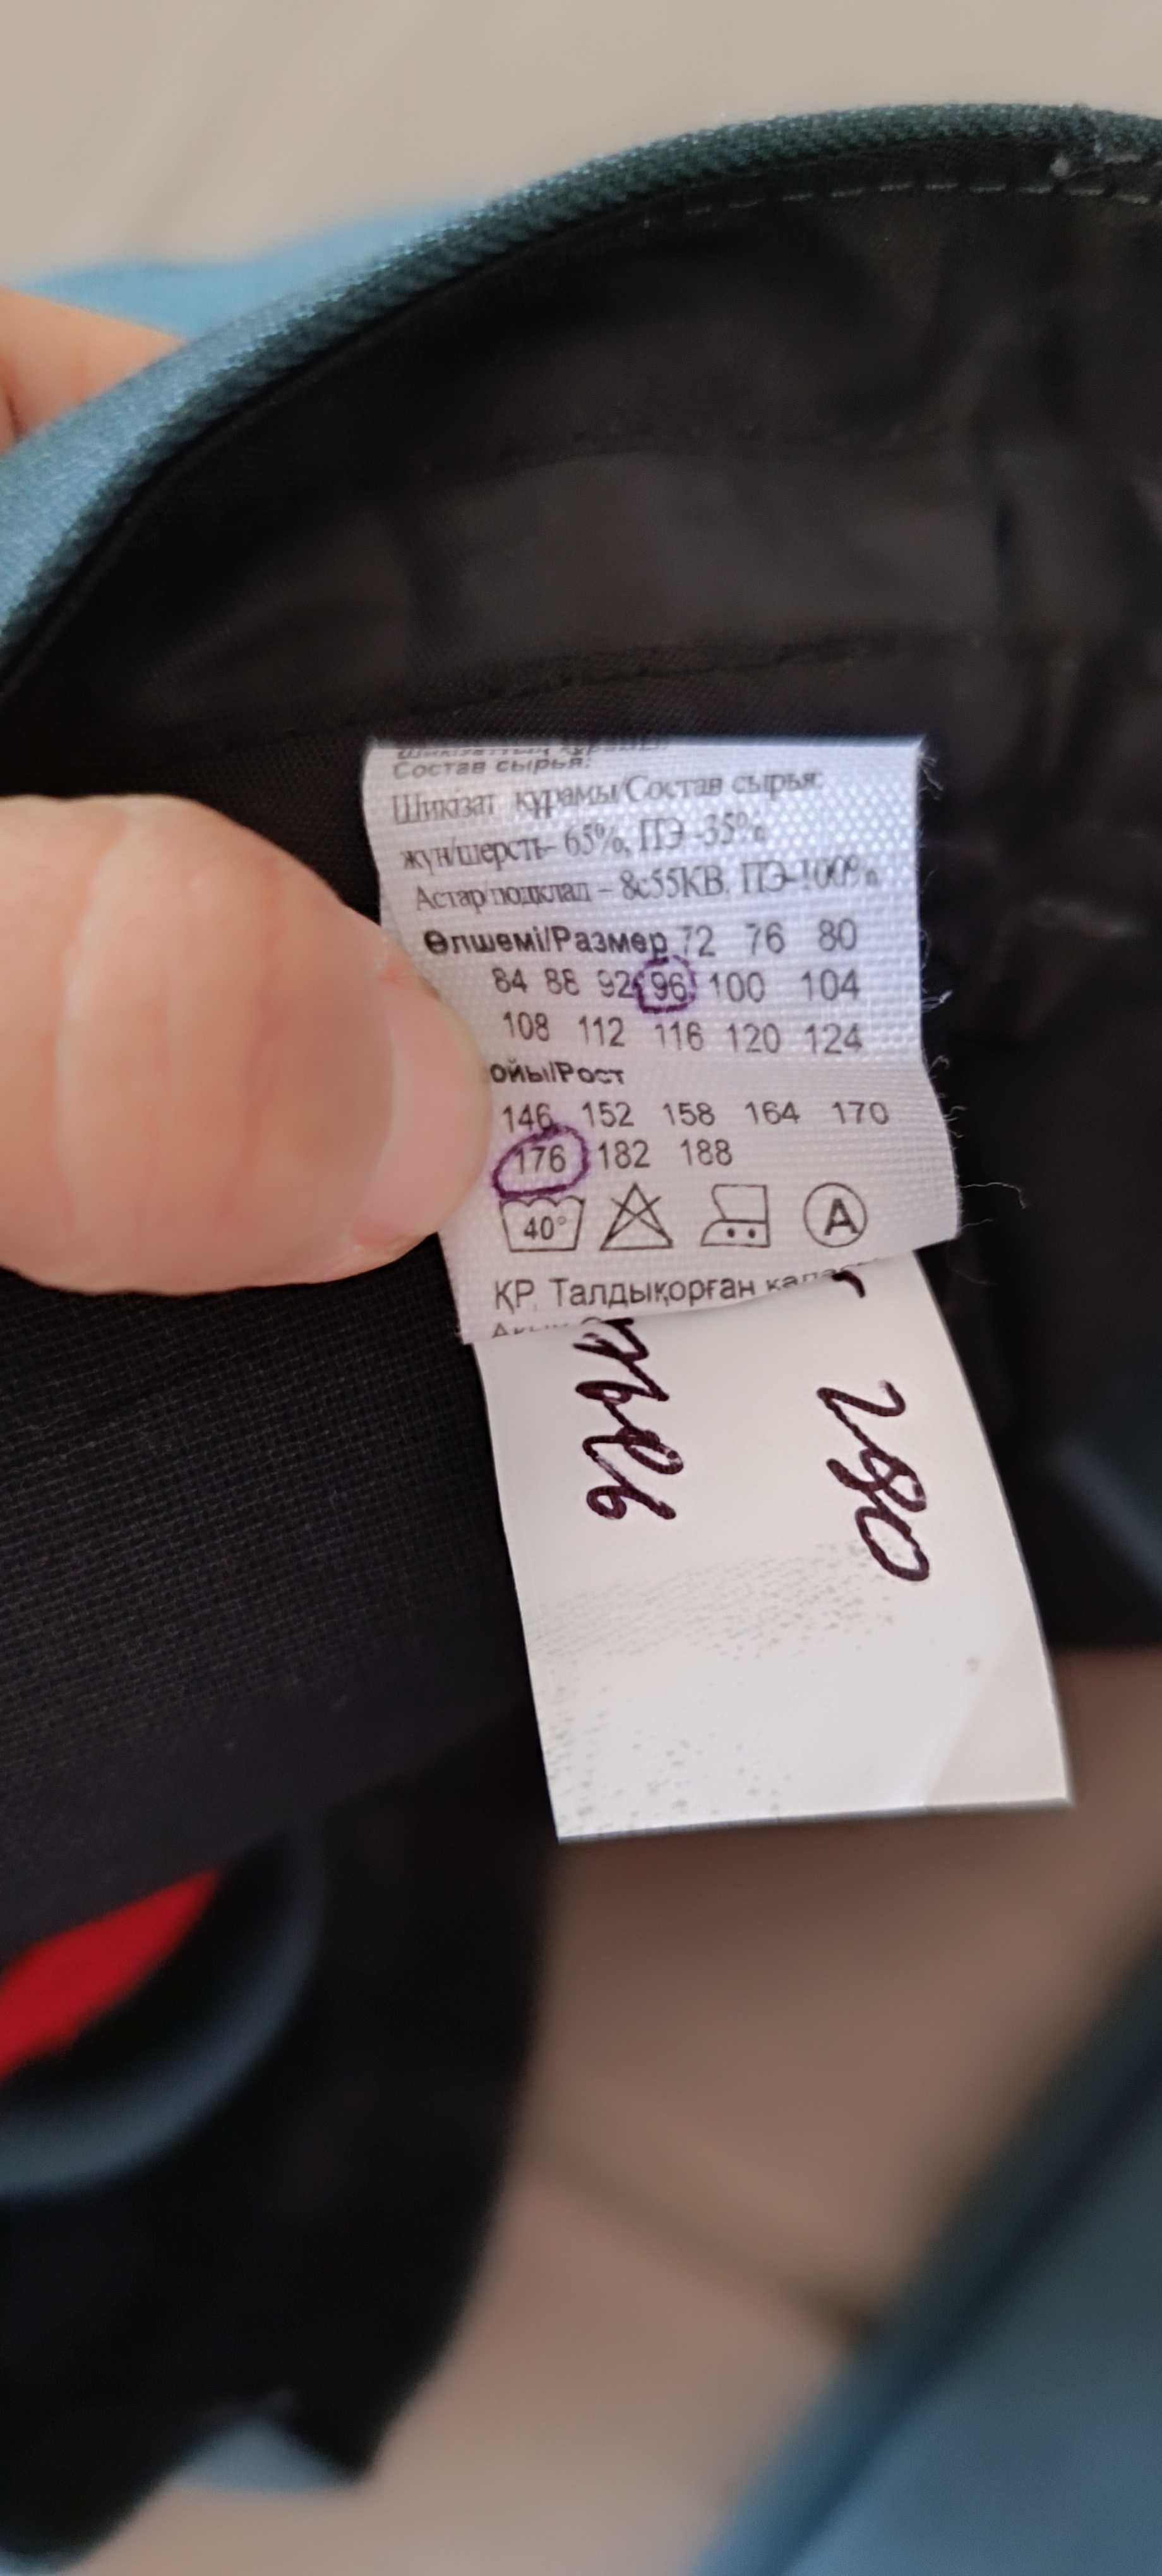 Состав сырья:
Шикізат құрамы/Состав сырья:
жүн/шерсть- 65%, ПЭ -35%
Астар/подклад – 8с55КВ, ПЭ-100%
Өлшемі/Размер 72 76 80
84 88 92 96 100 104
108 112 116 120 124
ойы/Рост
146 152 158 164 170
176 182 188
40°
A
ҚР, Талдықорған
280